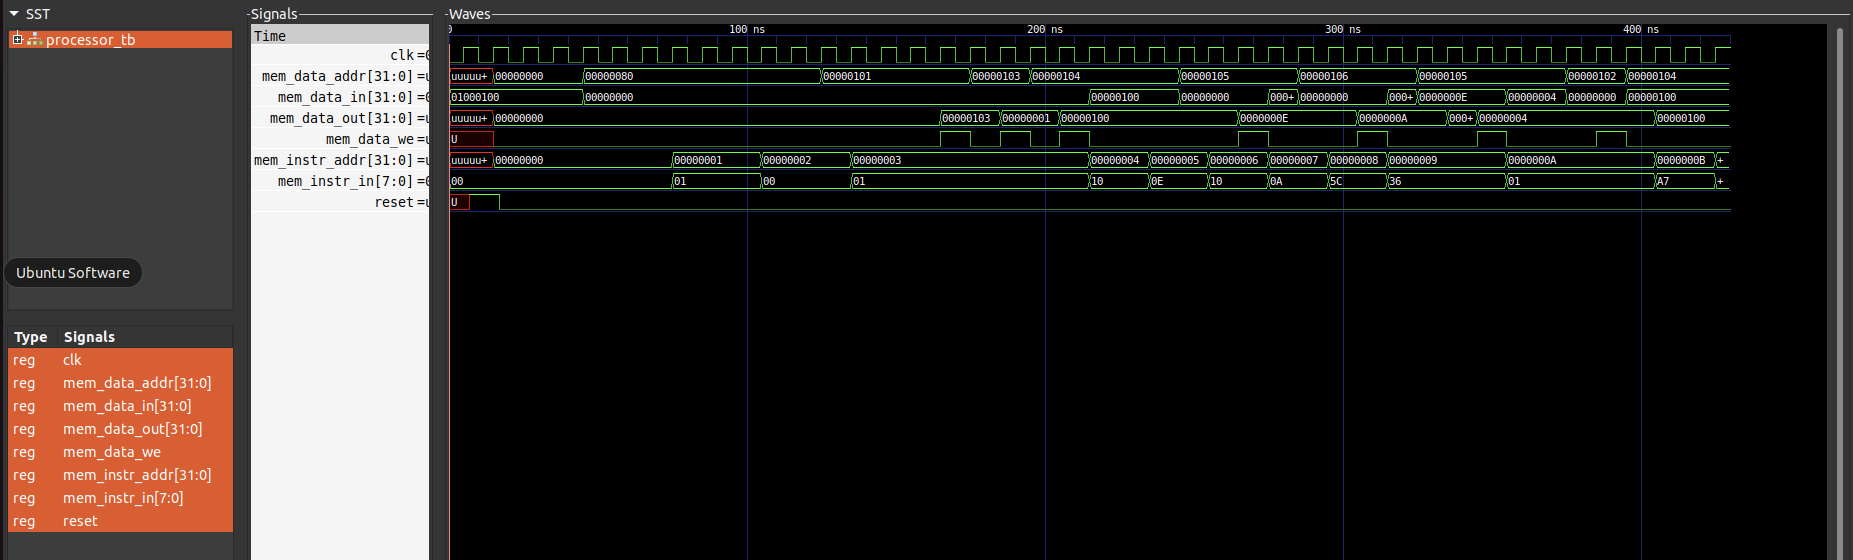 SST
processor_tb
Ubuntu Software
Type Signals
reg clk
reg mem_data_addr[31:0]
reg mem_data_in[31:0]
reg mem_data_out[31:0]
reg mem_data_we
reg mem_instr_addr[31:0]
reg mem_instr_in[7:0]
reg reset
Signals
Time
clk =0
mem_data_addr[31:0] =u
mem_data_in[31:0] =0
mem_data_out[31:0] =u
mem_data_we =u
mem_instr_addr[31:0] =u
mem_instr_in[7:0] =0
reset =u
Waves
0 100 ns 200 ns 300 ns 400 ns
uuuuu+ 00000000 00000080 00000101 00000103 00000104 00000105 00000106 00000105 00000102 00000104
01000100 00000000 00000100 00000000 000+ 00000000 000+ 0000000E 00000004 00000000 00000100
uuuuu+ 00000000 00000103 00000001 00000100 0000000E 0000000A 000+ 00000004 00000100
U
uuuuu+ 00000000 00000001 00000002 00000003 00000004 00000005 00000006 00000007 00000008 00000009 0000000A 0000000B +
00 01 00 01 10 0E 10 0A 5C 36 01 A7 +
U